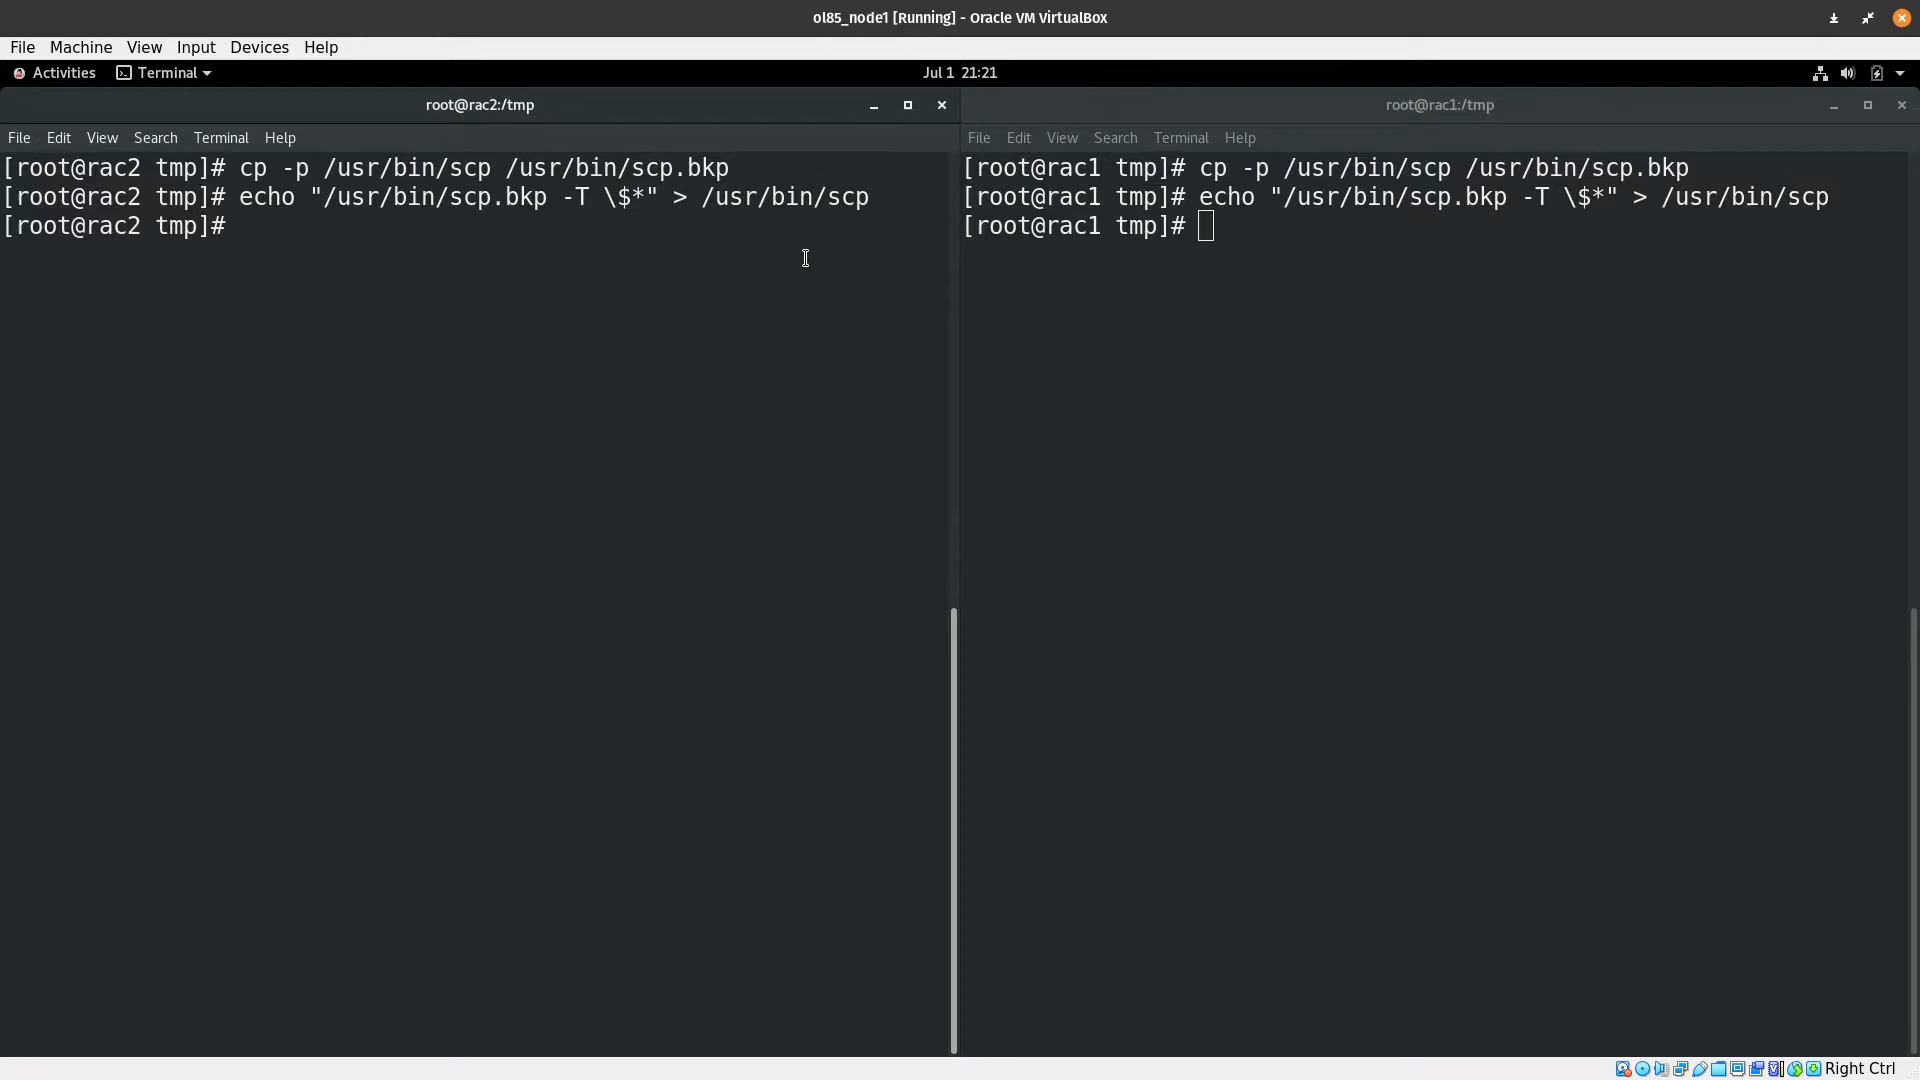 ol85_node1 [Running] - Oracle VM VirtualBox
File Machine View Input Devices Help
Activities Terminal Jul 1 21:21
root@rac2:/tmp
File Edit View Search Terminal Help
[root@rac2 tmp]# cp -p /usr/bin/scp /usr/bin/scp.bkp
[root@rac2 tmp]# echo "/usr/bin/scp.bkp -T \$*" > /usr/bin/scp
[root@rac2 tmp]#
root@rac1:/tmp
File Edit View Search Terminal Help
[root@rac1 tmp]# cp -p /usr/bin/scp /usr/bin/scp.bkp
[root@rac1 tmp]# echo "/usr/bin/scp.bkp -T \$*" > /usr/bin/scp
[root@rac1 tmp]#
Right Ctrl